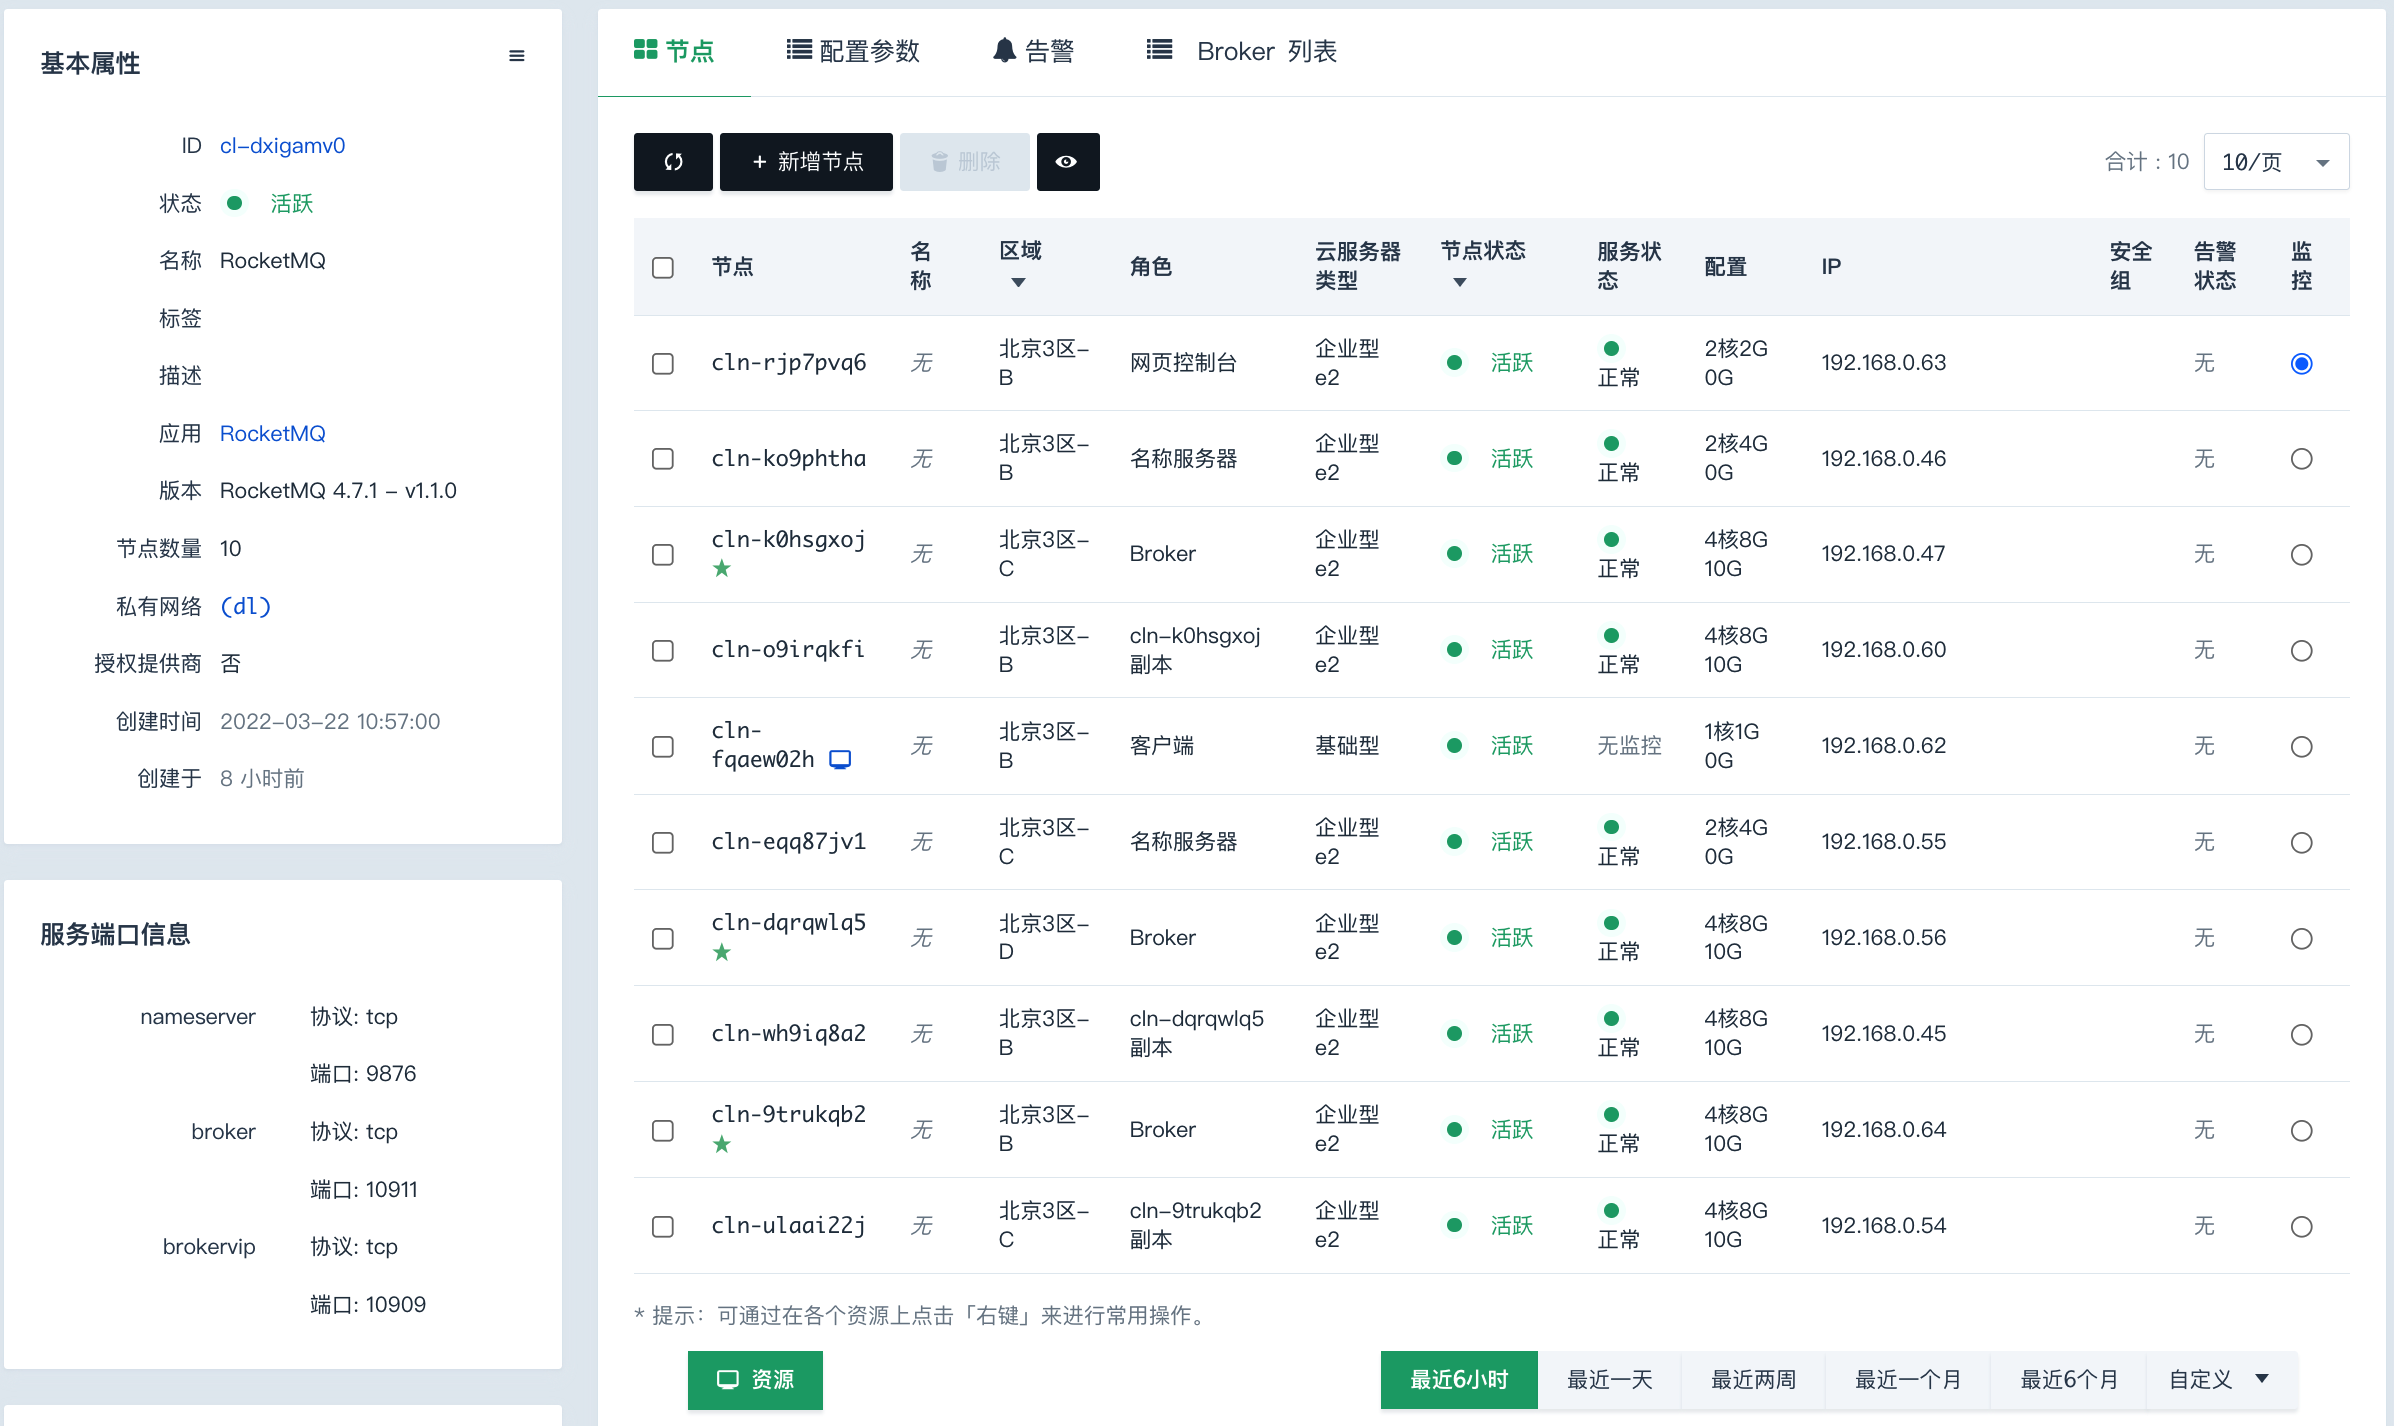 基本属性
ID cl-dxigamv0
状态 活跃
名称 RocketMQ
标签
描述
应用 RocketMQ
版本 RocketMQ 4.7.1 - v1.1.0
节点数量 10
私有网络 (dl)
授权提供商 否
创建时间 2022-03-22 10:57:00
创建于 8 小时前
服务端口信息
nameserver 协议: tcp
端口: 9876
broker 协议: tcp
端口: 10911
brokervip 协议: tcp
端口: 10909
节点 配置参数 告警 Broker 列表
+ 新增节点 删除 合计 : 10 10/页
节点 名称 区域 角色 云服务器类型 节点状态 服务状态 配置 IP 安全组 告警状态 监控
cln-rjp7pvq6 无 北京3区-B 网页控制台 企业型e2 活跃 正常 2核2G 0G 192.168.0.63 无
cln-ko9phtha 无 北京3区-B 名称服务器 企业型e2 活跃 正常 2核4G 0G 192.168.0.46 无
cln-k0hsgxoj 无 北京3区-C Broker 企业型e2 活跃 正常 4核8G 10G 192.168.0.47 无
cln-o9irqkfi 无 北京3区-B cln-k0hsgxoj 副本 企业型e2 活跃 正常 4核8G 10G 192.168.0.60 无
cln-fqaew02h 无 北京3区-B 客户端 基础型 活跃 无监控 1核1G 0G 192.168.0.62 无
cln-eqq87jv1 无 北京3区-C 名称服务器 企业型e2 活跃 正常 2核4G 0G 192.168.0.55 无
cln-dqrqwlq5 无 北京3区-D Broker 企业型e2 活跃 正常 4核8G 10G 192.168.0.56 无
cln-wh9iq8a2 无 北京3区-B cln-dqrqwlq5 副本 企业型e2 活跃 正常 4核8G 10G 192.168.0.45 无
cln-9trukqb2 无 北京3区-B Broker 企业型e2 活跃 正常 4核8G 10G 192.168.0.64 无
cln-ulaai22j 无 北京3区-C cln-9trukqb2 副本 企业型e2 活跃 正常 4核8G 10G 192.168.0.54 无
* 提示：可通过在各个资源上点击「右键」来进行常用操作。
资源 最近6小时 最近一天 最近两周 最近一个月 最近6个月 自定义